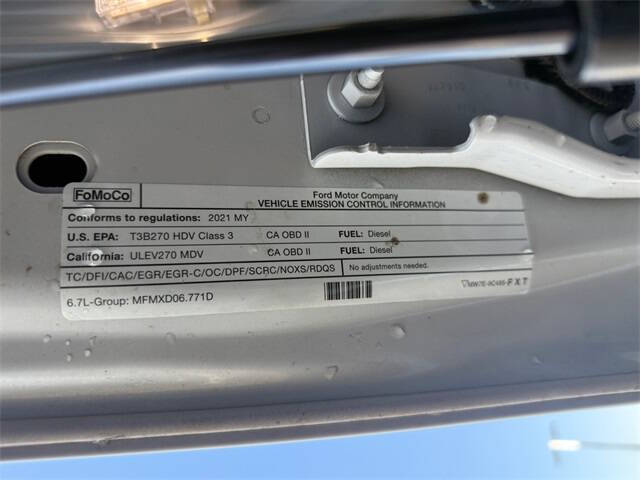 FoMoCo
Ford Motor Company
VEHICLE EMISSION CONTROL INFORMATION
Conforms to regulations: 2021 MY
U.S. EPA: T3B270 HDV Class 3 CA OBD II FUEL: Diesel
California: ULEV270 MDV CA OBD II FUEL: Diesel
TC/DFI/CAC/EGR/EGR-C/OC/DPF/SCRC/NOXS/RDQS No adjustments needed.
6.7L-Group: MFMXD06.771D
FXT